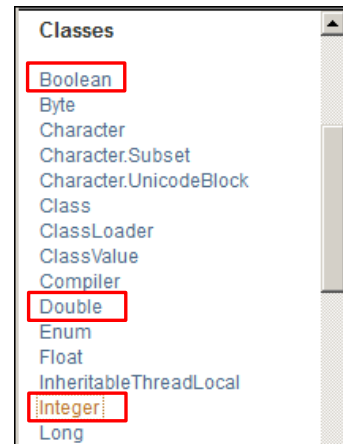 Classes
Boolean
Byte
Character
Character.Subset
Character.UnicodeBlock
Class
ClassLoader
ClassValue
Compiler
Double
Enum
Float
InheritableThreadLocal
Integer
Long